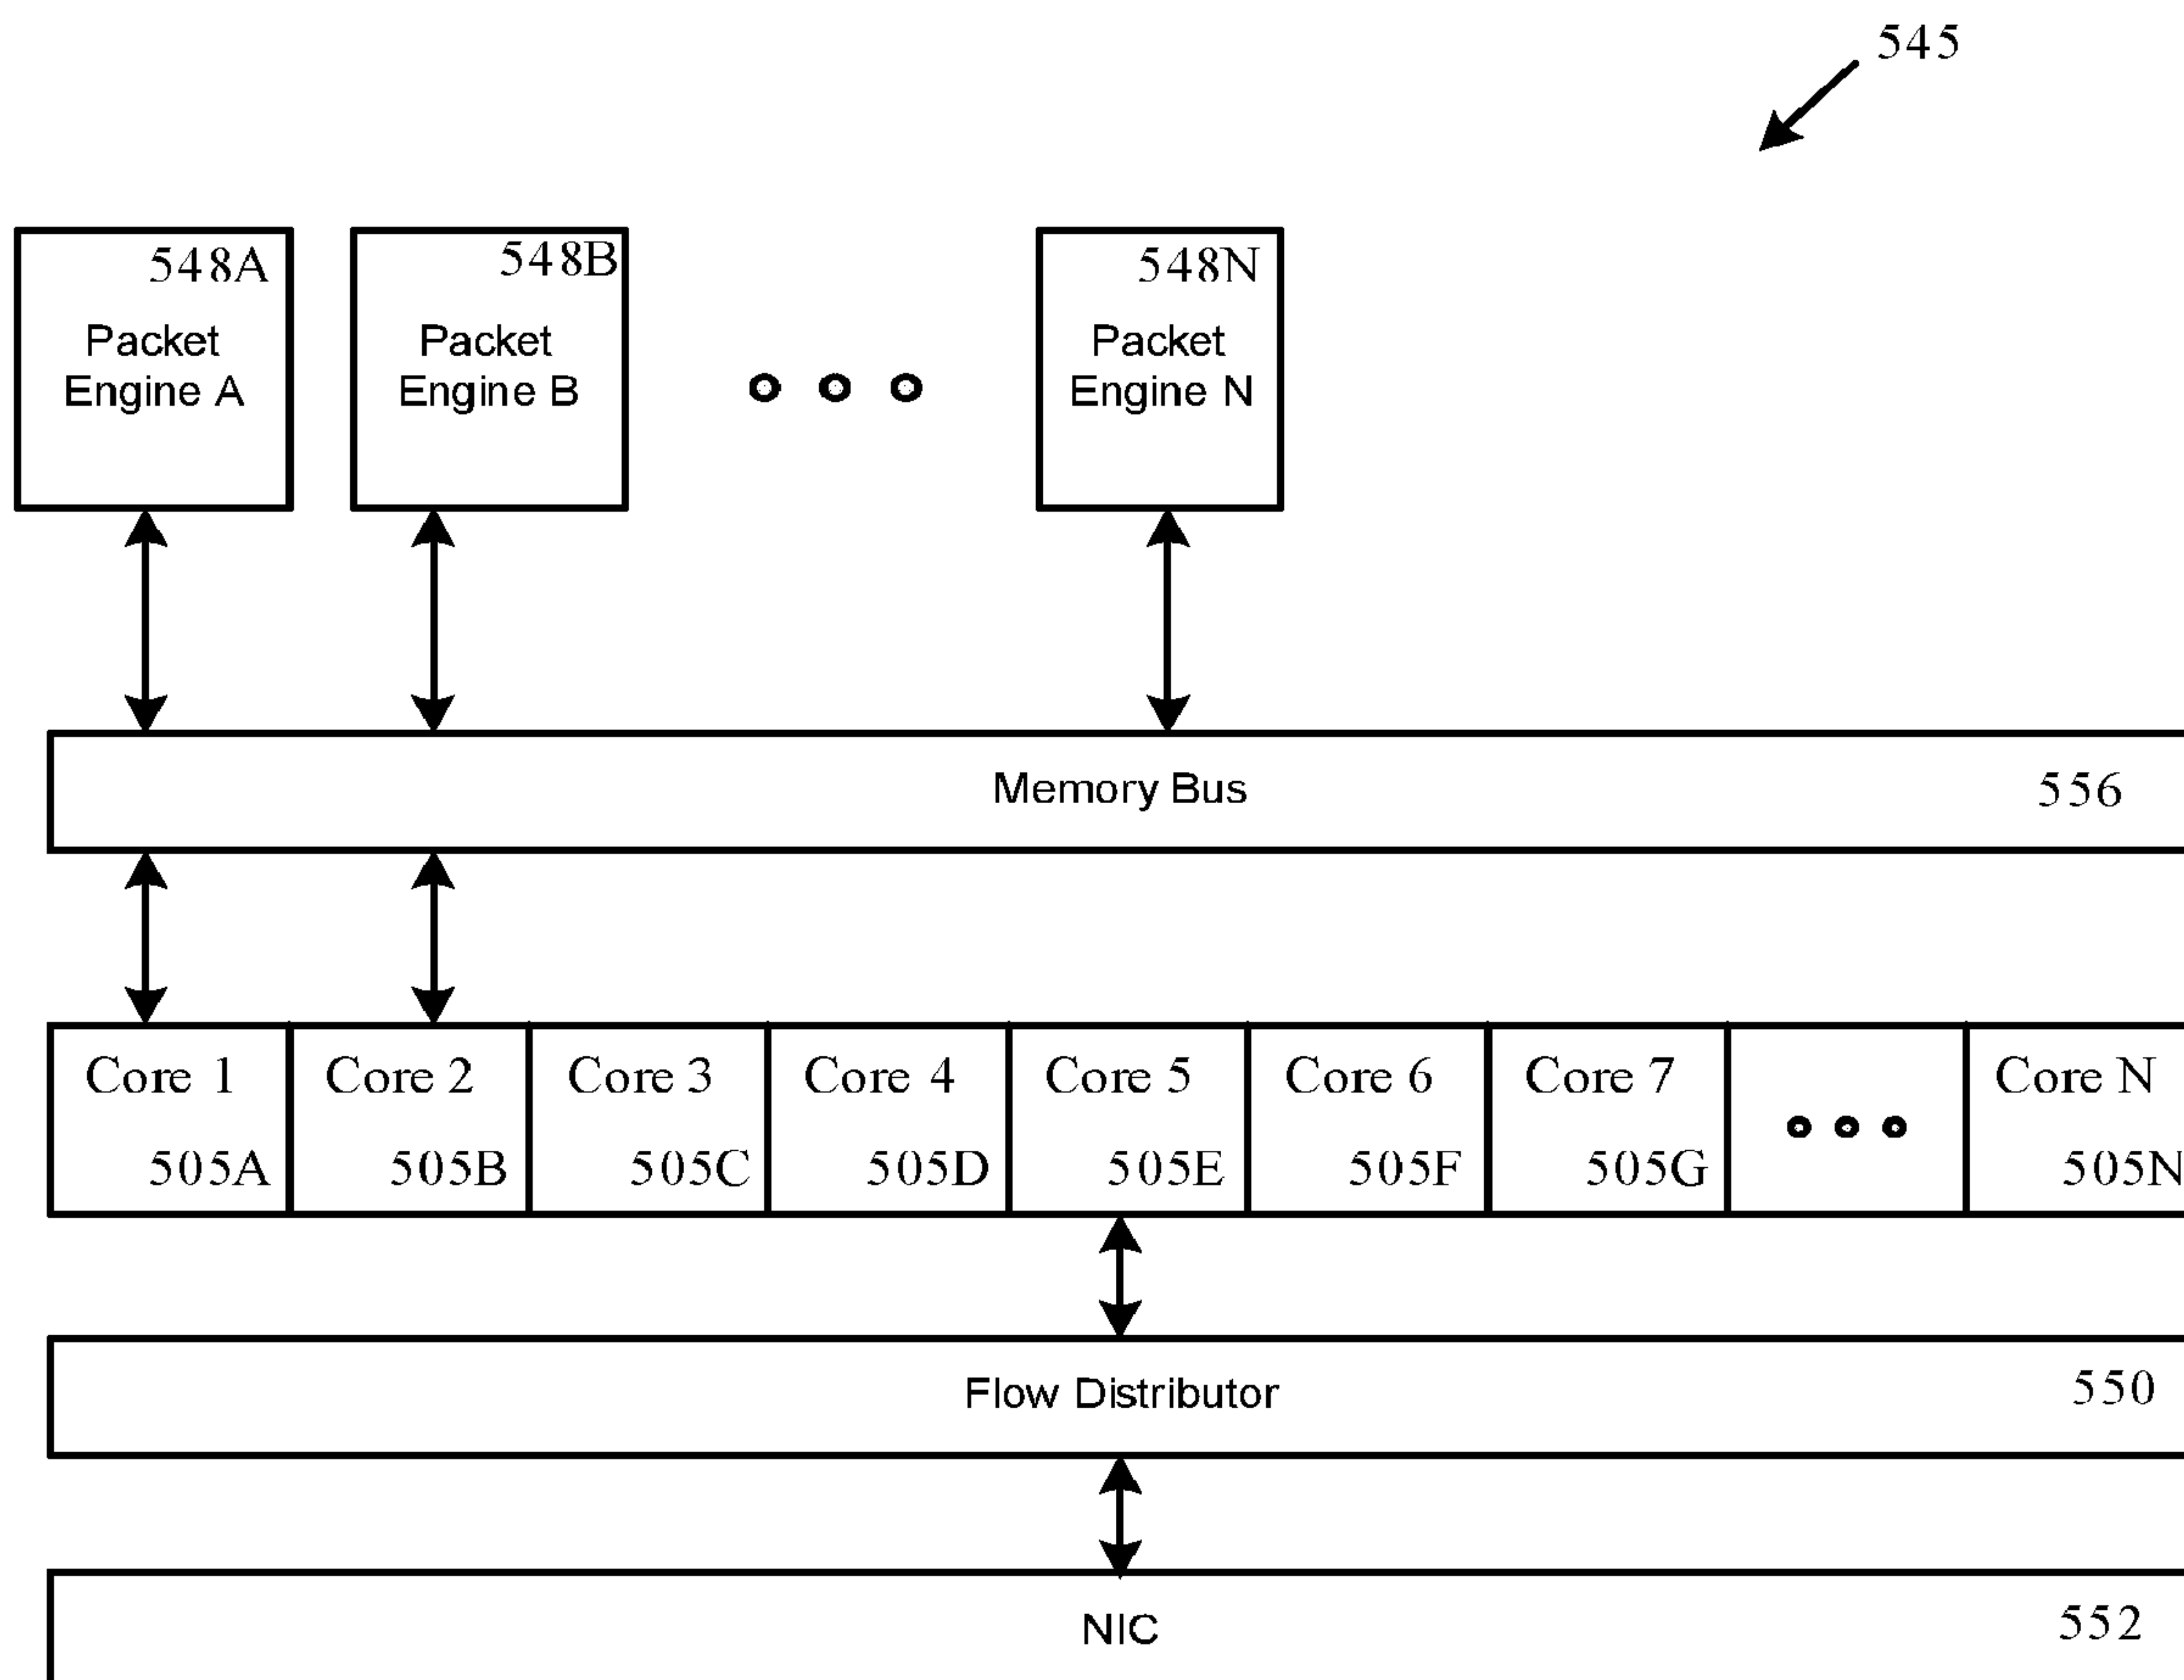 545
548A
Packet
Engine A
548B
Packet
Engine B
548N
Packet
Engine N
Memory Bus
556
Core 1
505A
Core 2
505B
Core 3
505C
Core 4
505D
Core 5
505E
Core 6
505F
Core 7
505G
Core N
505N
Flow Distributor
550
NIC
552